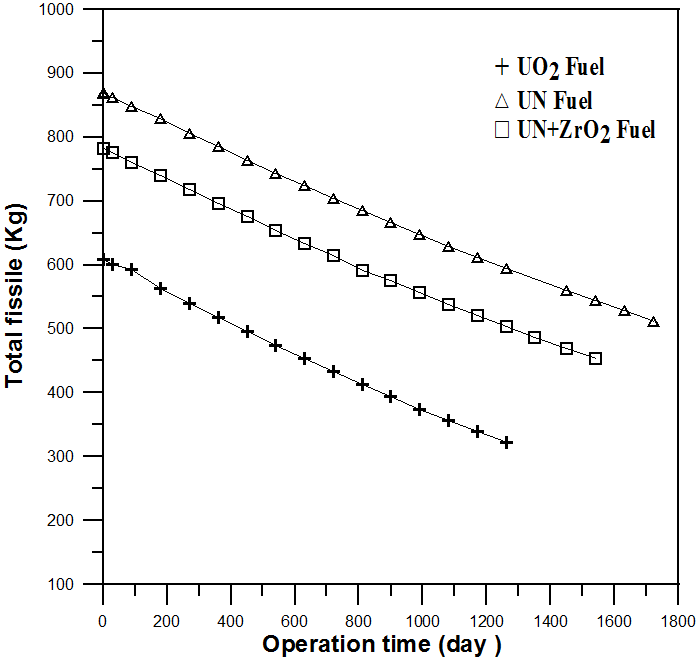 1000
900
800
700
600
500
400
300
200
100
Total fissile (Kg)
UO2 Fuel
UN Fuel
UN+ZrO2 Fuel
0 200 400 600 800 1000 1200 1400 1600 1800
Operation time (day )